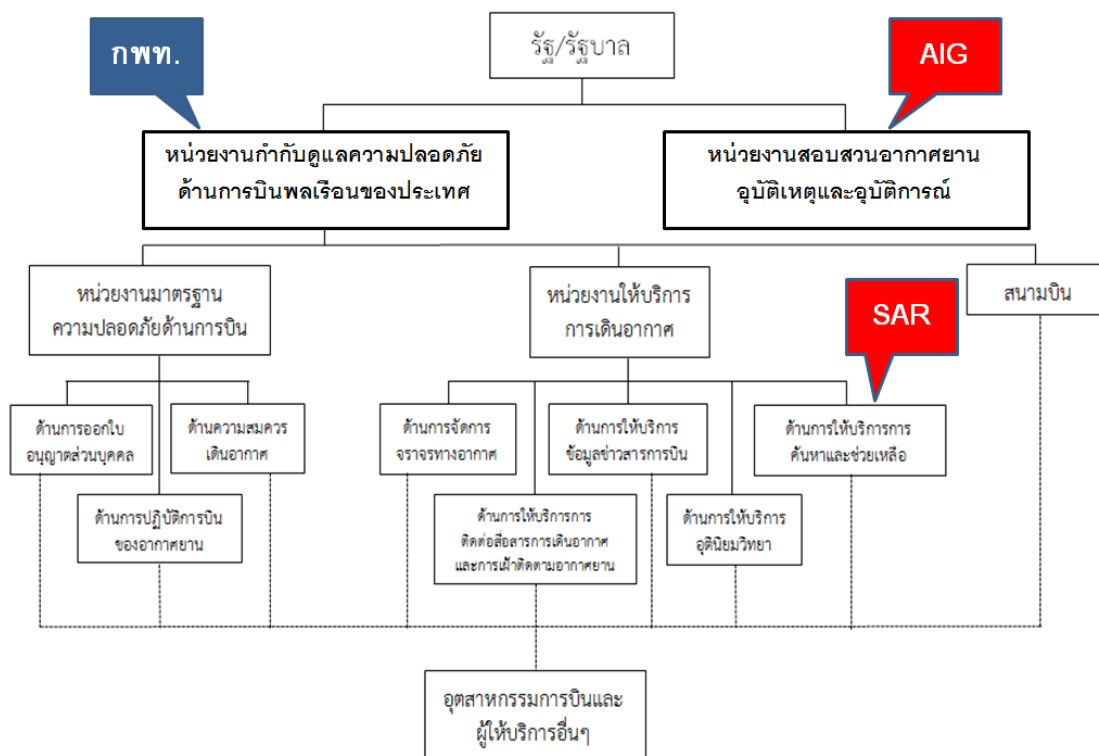 กพท.
รัฐ/รัฐบาล
AIG
หน่วยงานกำกับดูแลความปลอดภัย
ด้านการบินพลเรือนของประเทศ
หน่วยงานสอบสวนอากาศยาน
อุบัติเหตุและอุบัติการณ์
หน่วยงานมาตรฐาน
ความปลอดภัยด้านการบิน
หน่วยงานให้บริการ
การเดินอากาศ
สนามบิน
SAR
ด้านการออกใบ
อนุญาตส่วนบุคคล
ด้านความสมควร
เดินอากาศ
ด้านการจัดการ
จราจรทางอากาศ
ด้านการให้บริการ
ข้อมูลข่าวสารการบิน
ด้านการให้บริการการ
ค้นหาและช่วยเหลือ
ด้านการปฏิบัติการบิน
ของอากาศยาน
ด้านการให้บริการการ
ติดต่อสื่อสารการเดินอากาศ
และการเฝ้าติดตามอากาศยาน
ด้านการให้บริการ
อุตินิยมวิทยา
อุตสาหกรรมการบินและ
ผู้ให้บริการอื่นๆ